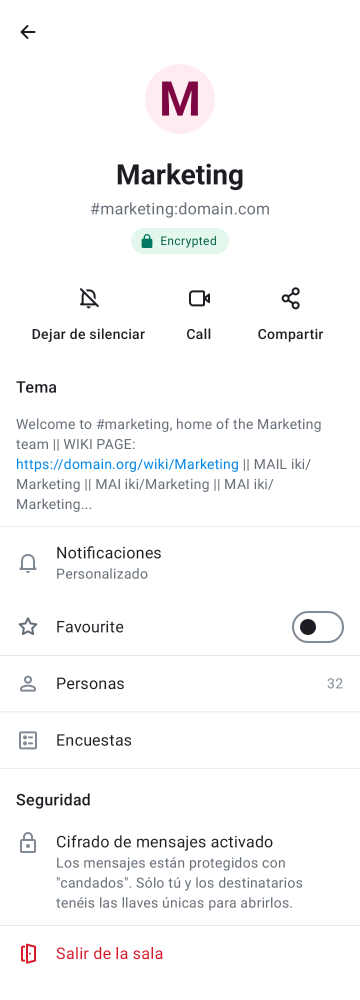 M
Marketing
#marketing:domain.com
Encrypted
Dejar de silenciar
Call
Compartir
Tema
Welcome to #marketing, home of the Marketing
team || WIKI PAGE:
https://domain.org/wiki/Marketing || MAIL iki/
Marketing || MAI iki/Marketing || MAI iki/
Marketing...
Notificaciones
Personalizado
Favourite
Personas 32
Encuestas
Seguridad
Cifrado de mensajes activado
Los mensajes están protegidos con
"candados". Sólo tú y los destinatarios
tenéis las llaves únicas para abrirlos.
Salir de la sala